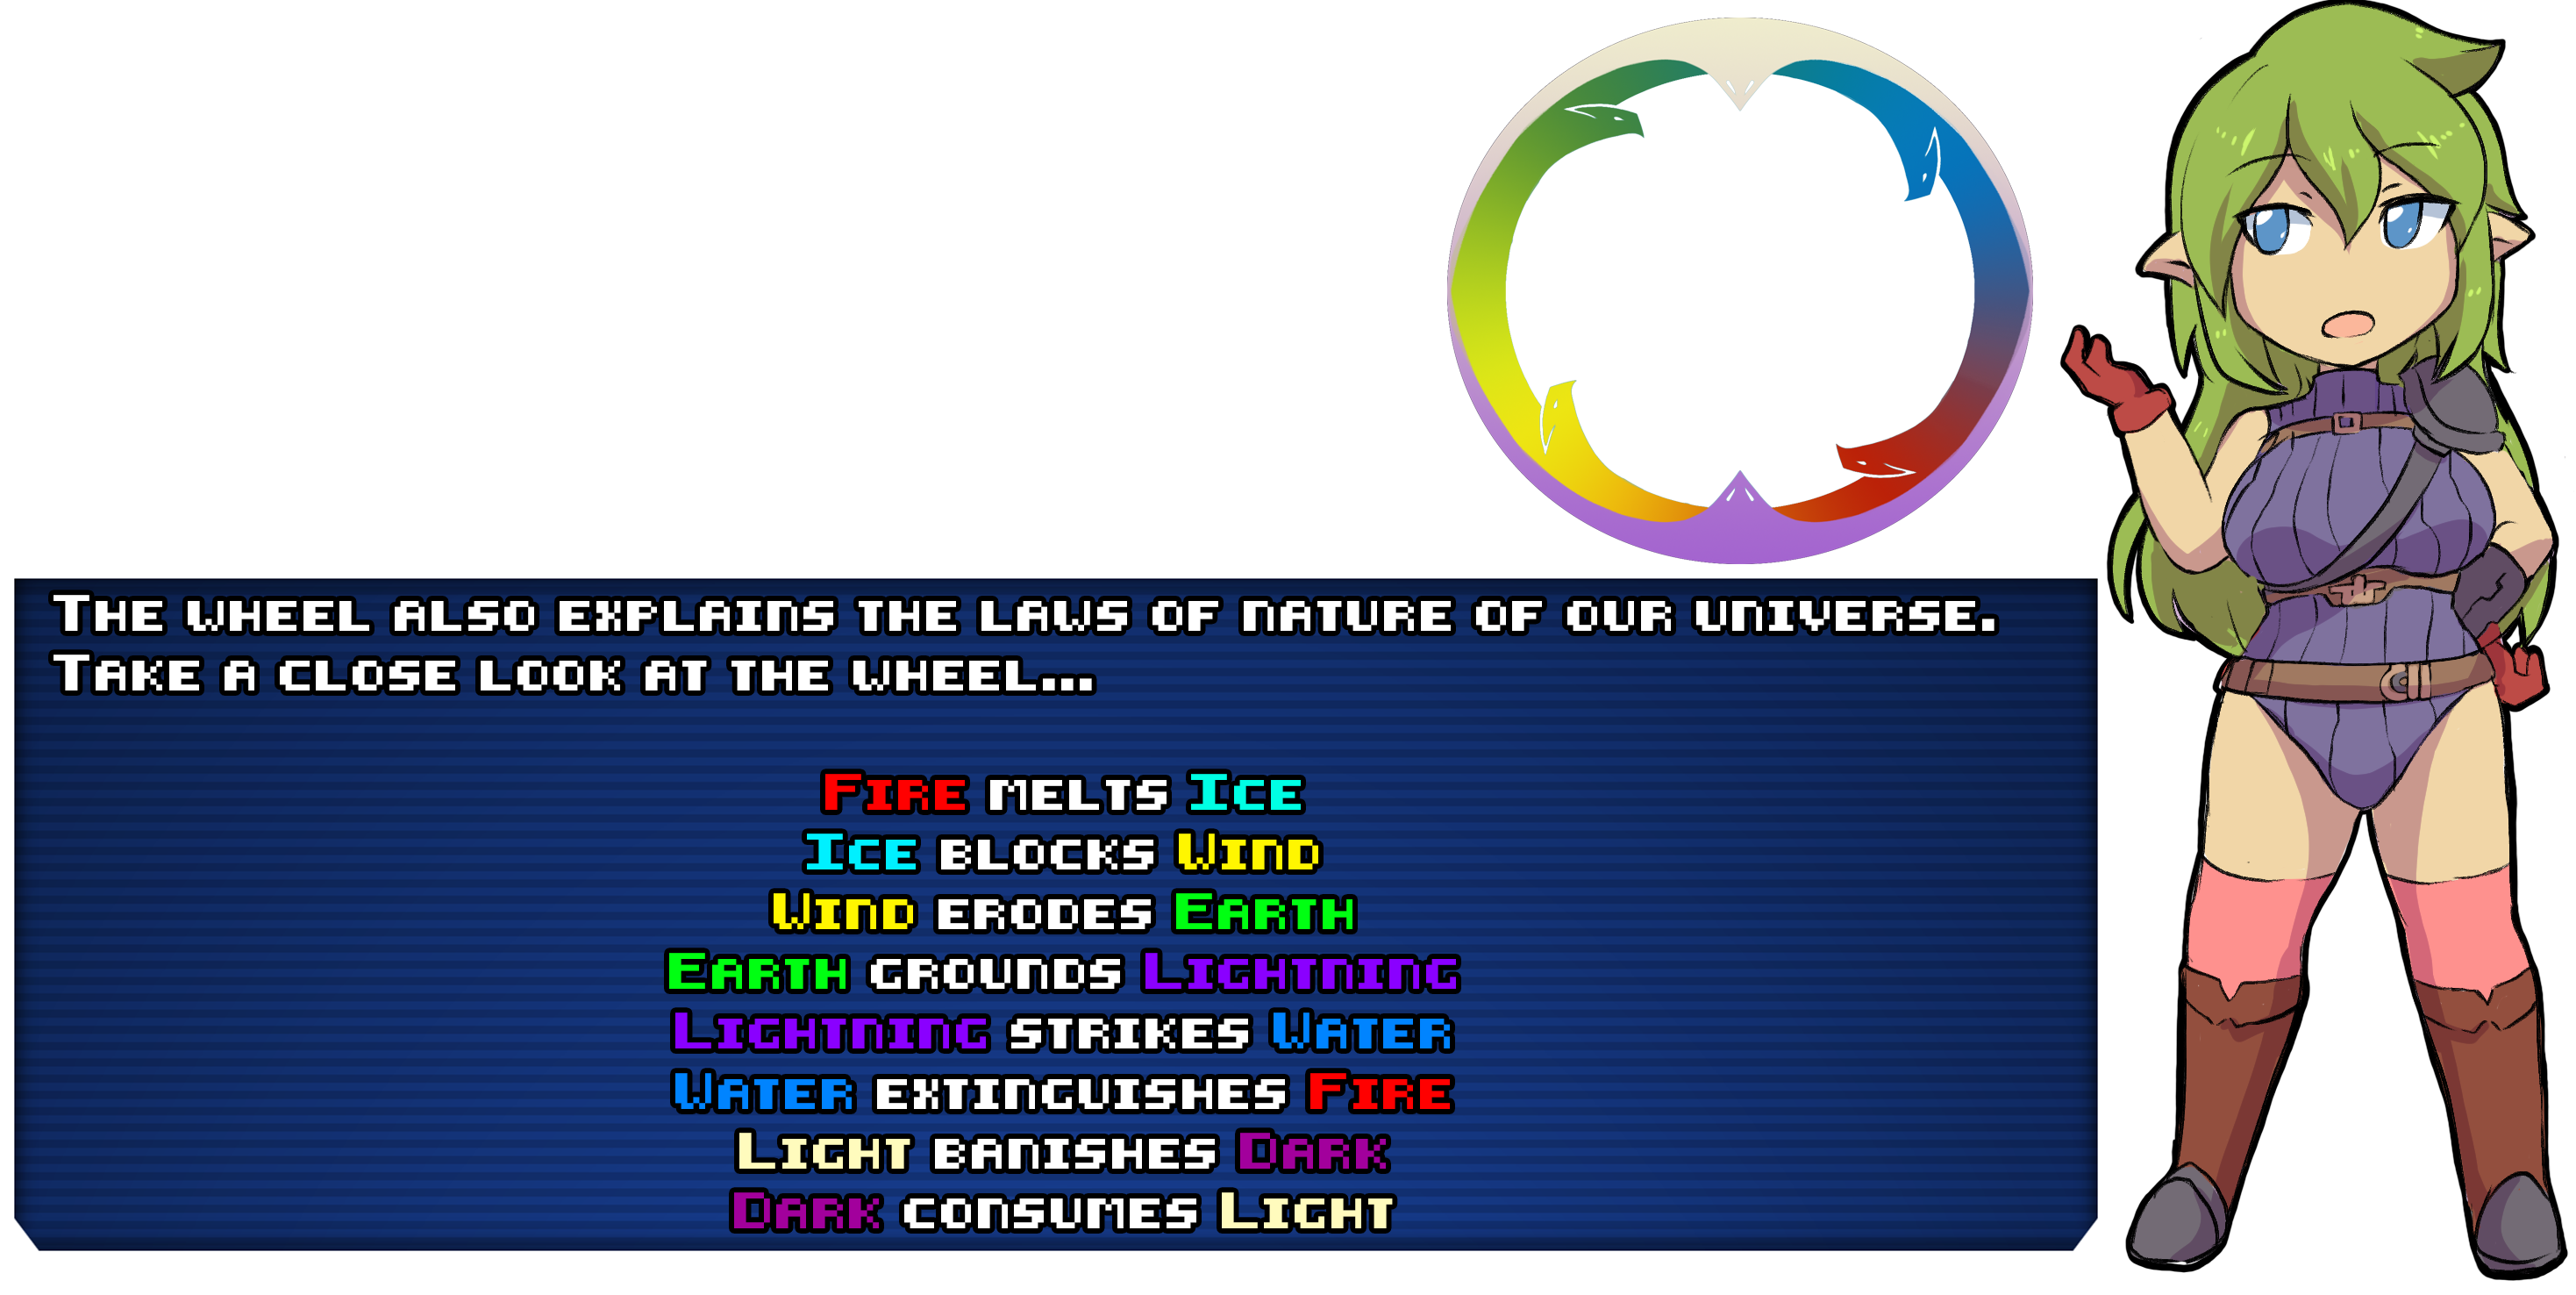 The wheel also explains the laws of nature of our universe.
Take a close look at the wheel...
Fire melts Ice
Ice blocks Wind
Wind erodes Earth
Earth grounds Lightning
Lightning strikes Water
Water extinguishes Fire
Light banishes Dark
Dark consumes Light